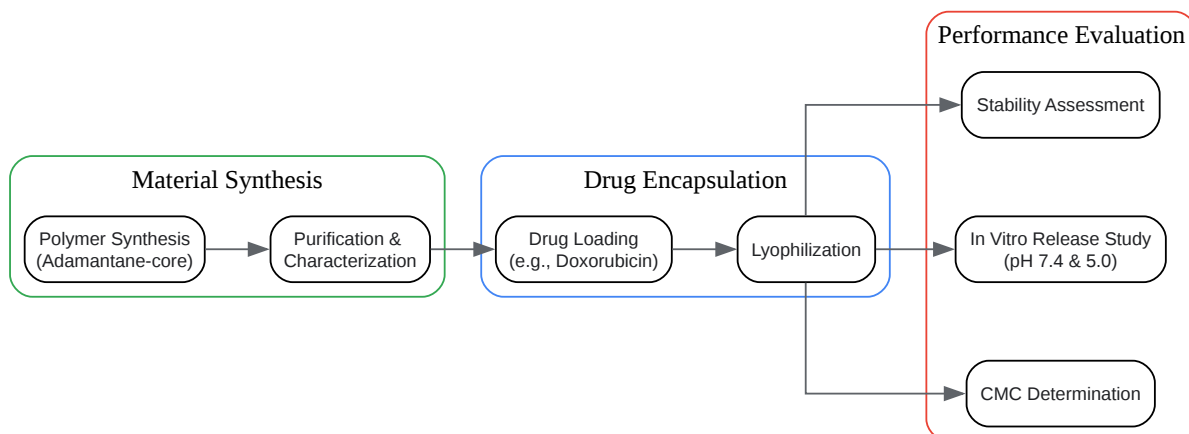 Material Synthesis
Polymer Synthesis
(Adamantane-core)
Purification &
Characterization
Drug Encapsulation
Drug Loading
(e.g., Doxorubicin)
Lyophilization
Performance Evaluation
Stability Assessment
In Vitro Release Study
(pH 7.4 & 5.0)
CMC Determination